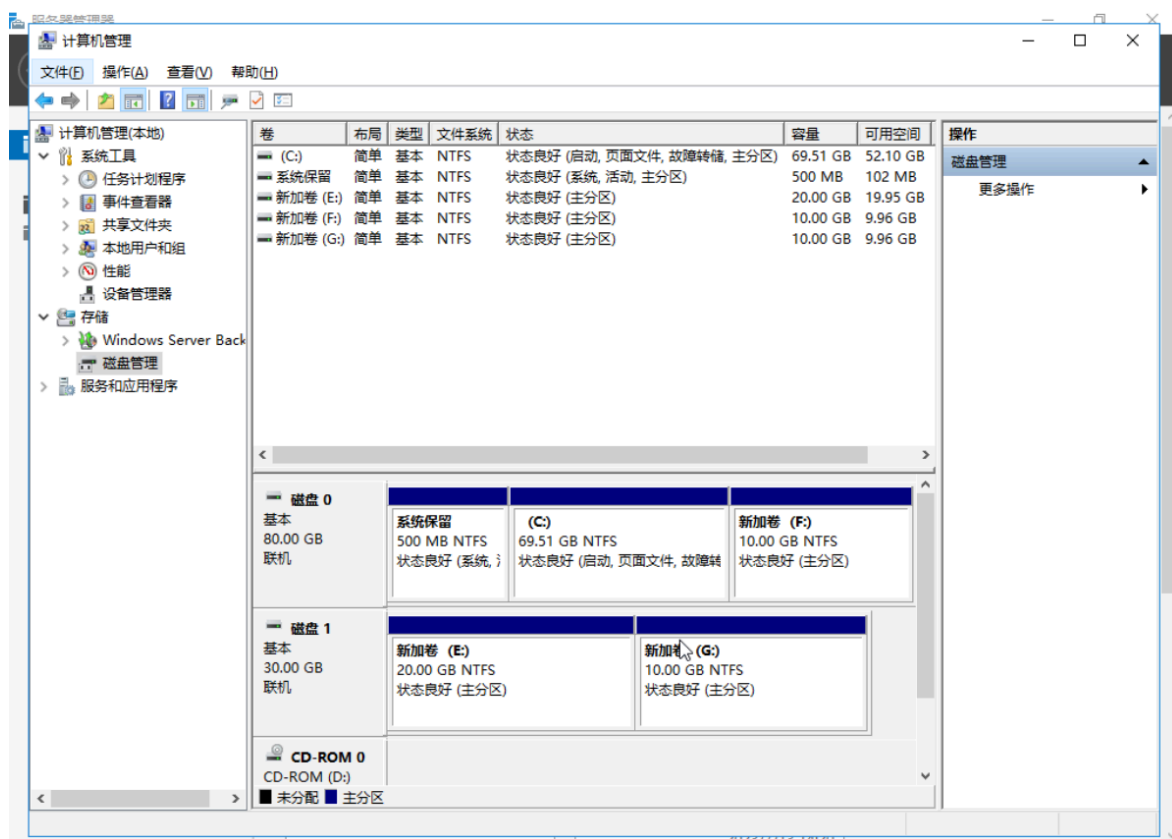 服务器管理器
计算机管理
文件(F) 操作(A) 查看(V) 帮助(H)
计算机管理(本地)
系统工具
任务计划程序
事件查看器
共享文件夹
本地用户和组
性能
设备管理器
存储
Windows Server Back
磁盘管理
服务和应用程序
卷 布局 类型 文件系统 状态 容量 可用空间
(C:) 简单 基本 NTFS 状态良好 (启动, 页面文件, 故障转储, 主分区) 69.51 GB 52.10 GB
系统保留 简单 基本 NTFS 状态良好 (系统, 活动, 主分区) 500 MB 102 MB
新加卷 (E:) 简单 基本 NTFS 状态良好 (主分区) 20.00 GB 19.95 GB
新加卷 (F:) 简单 基本 NTFS 状态良好 (主分区) 10.00 GB 9.96 GB
新加卷 (G:) 简单 基本 NTFS 状态良好 (主分区) 10.00 GB 9.96 GB
操作
磁盘管理
更多操作
磁盘 0
基本
80.00 GB
联机
系统保留
500 MB NTFS
状态良好 (系统,
(C:)
69.51 GB NTFS
状态良好 (启动, 页面文件, 故障转
新加卷 (F:)
10.00 GB NTFS
状态良好 (主分区)
磁盘 1
基本
30.00 GB
联机
新加卷 (E:)
20.00 GB NTFS
状态良好 (主分区)
新加卷 (G:)
10.00 GB NTFS
状态良好 (主分区)
CD-ROM 0
CD-ROM (D:)
未分配 主分区